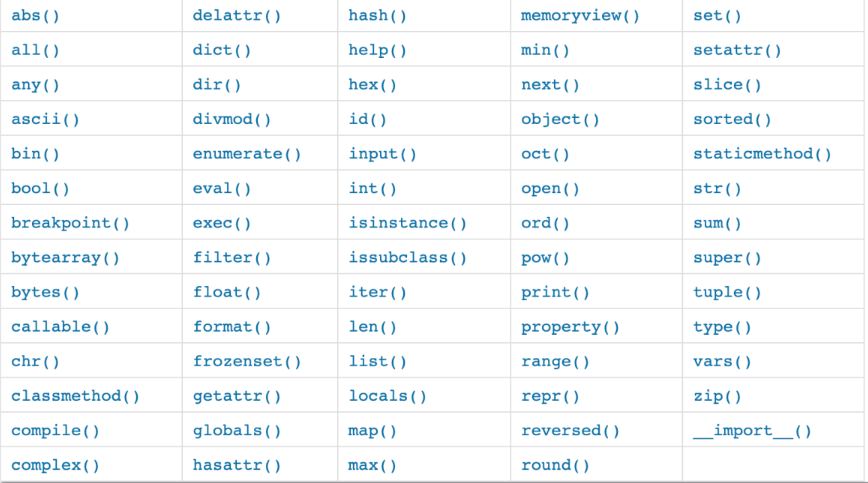 abs() delattr() hash() memoryview() set()
all() dict() help() min() setattr()
any() dir() hex() next() slice()
ascii() divmod() id() object() sorted()
bin() enumerate() input() oct() staticmethod()
bool() eval() int() open() str()
breakpoint() exec() isinstance() ord() sum()
bytearray() filter() issubclass() pow() super()
bytes() float() iter() print() tuple()
callable() format() len() property() type()
chr() frozenset() list() range() vars()
classmethod() getattr() locals() repr() zip()
compile() globals() map() reversed() __import__()
complex() hasattr() max() round()